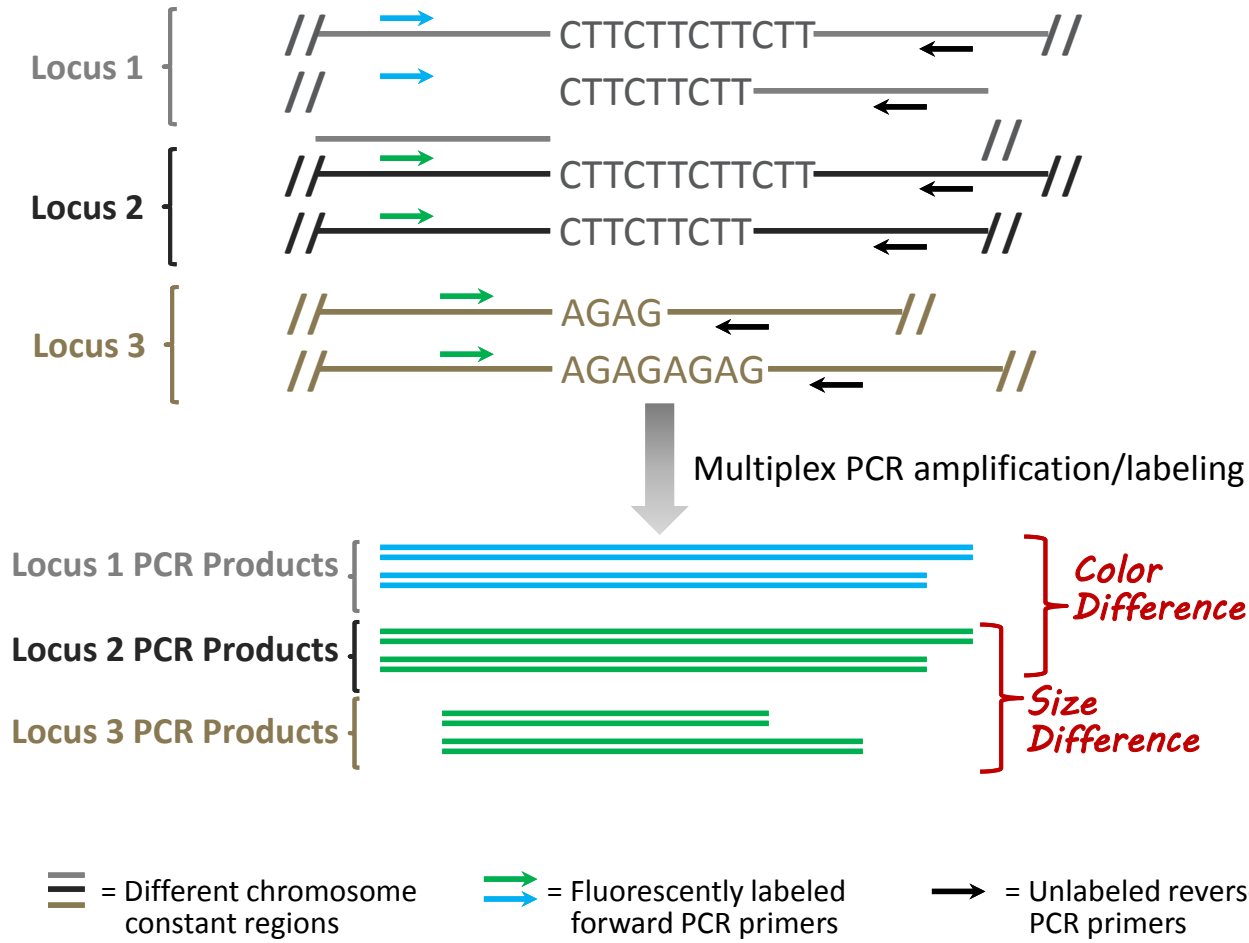 Locus 1
CTTCTTCTTCTT
CTTCTTCTT
Locus 2
CTTCTTCTTCTT
CTTCTTCTT
Locus 3
AGAG
AGAGAGAG
Multiplex PCR amplification/labeling
Locus 1 PCR Products
Color
Difference
Locus 2 PCR Products
Size
Difference
Locus 3 PCR Products
= Different chromosome
constant regions
= Fluorescently labeled
forward PCR primers
= Unlabeled revers
PCR primers